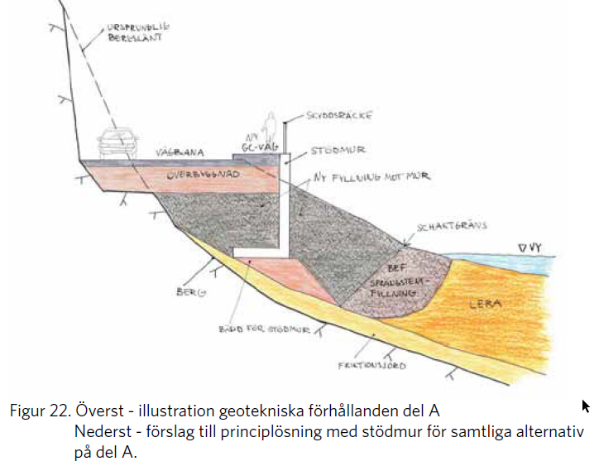 URSPRUNGLIG
BERGSLÄNT
SKYDDSRÄCKE
NY
GC-VÄG
VÄGBANA
STÖDMUR
ÖVERBYGGNAD
NY FYLLNING MOT MUR
SCHAKTGRÄNS
VY
BEF
SPRÄNGSTEN-
FYLLNING
LERA
BERG
BÄDD FÖR STÖDMUR
FRIKTIONSJORD
Figur 22. Överst - illustration geotekniska förhållanden del A
Nederst - förslag till principlösning med stödmur för samtliga alternativ
på del A.